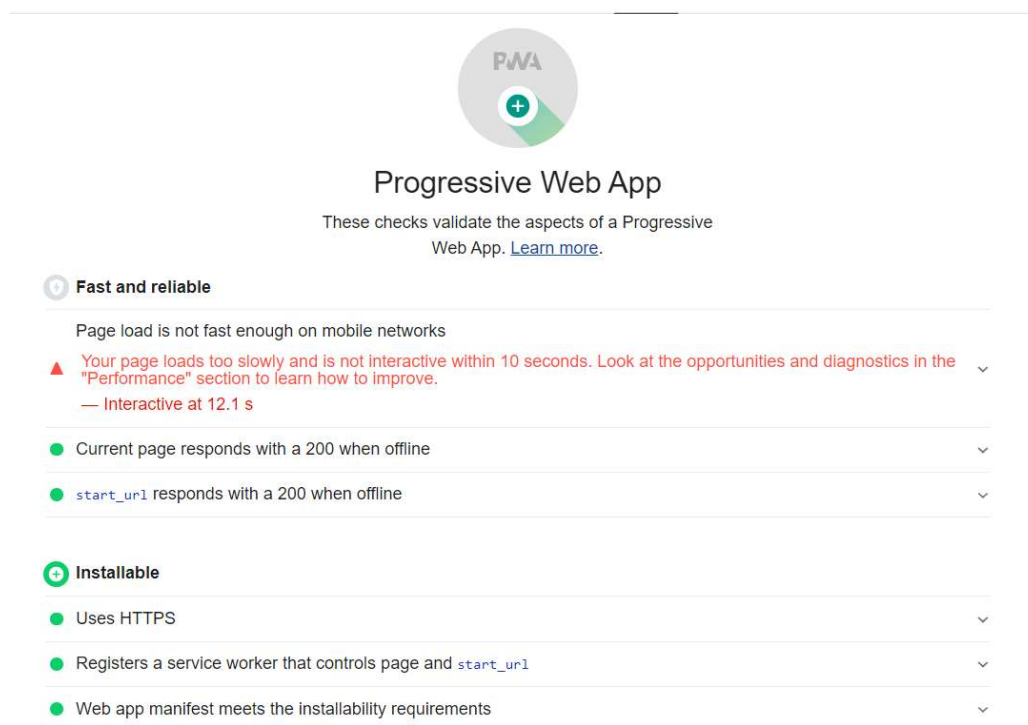 PWA
Progressive Web App
These checks validate the aspects of a Progressive
Web App. Learn more.
Fast and reliable
Page load is not fast enough on mobile networks
Your page loads too slowly and is not interactive within 10 seconds. Look at the opportunities and diagnostics in the
"Performance" section to learn how to improve.
— Interactive at 12.1 s
Current page responds with a 200 when offline
start_url responds with a 200 when offline
Installable
Uses HTTPS
Registers a service worker that controls page and start_url
Web app manifest meets the installability requirements